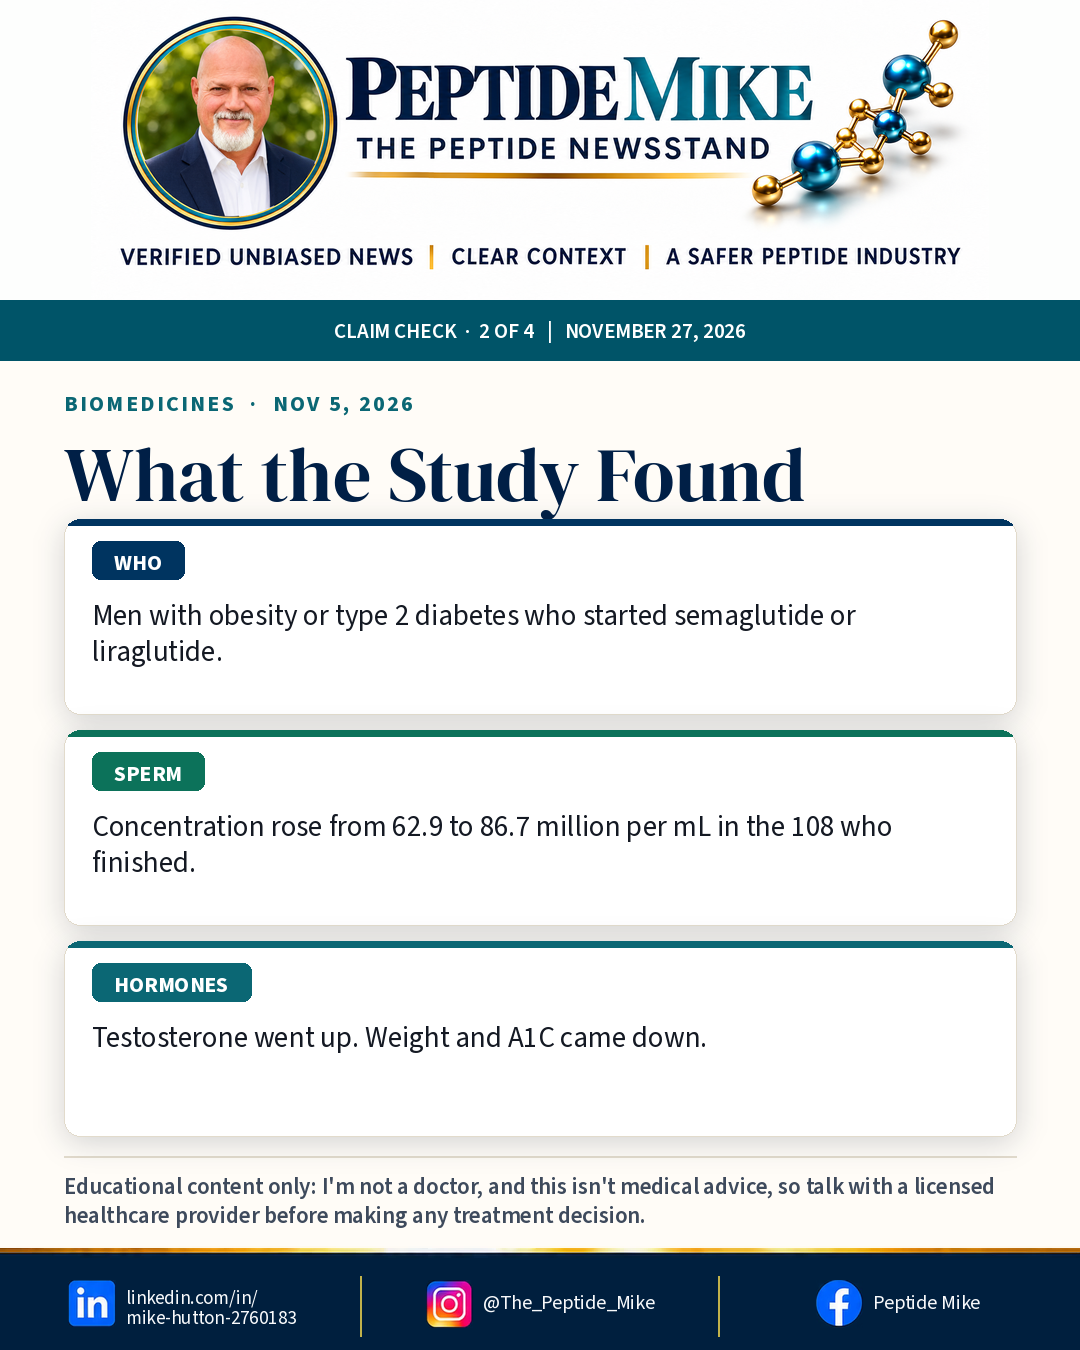 PEPTIDEMIKE
THE PEPTIDE NEWSSTAND
VERIFIED UNBIASED NEWS | CLEAR CONTEXT | A SAFER PEPTIDE INDUSTRY
CLAIM CHECK · 2 OF 4 | NOVEMBER 27, 2026
BIOMEDICINES · NOV 5, 2026
What the Study Found
WHO
Men with obesity or type 2 diabetes who started semaglutide or
liraglutide.
SPERM
Concentration rose from 62.9 to 86.7 million per mL in the 108 who
finished.
HORMONES
Testosterone went up. Weight and A1C came down.
Educational content only: I'm not a doctor, and this isn't medical advice, so talk with a licensed
healthcare provider before making any treatment decision.
in
linkedin.com/in/
mike-hutton-2760183
@The_Peptide_Mike
f
Peptide Mike